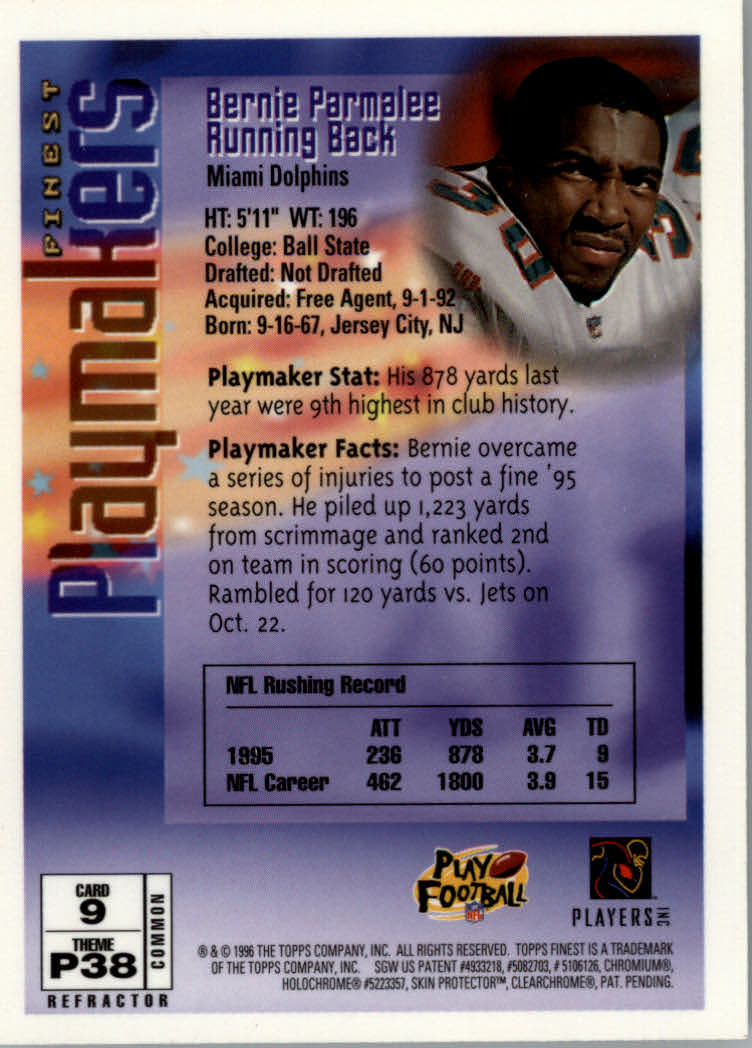 FINEST
Playmakers
Bernie Parmalee
Running Back
Miami Dolphins
HT: 5'11" WT: 196
College: Ball State
Drafted: Not Drafted
Acquired: Free Agent, 9-1-92
Born: 9-16-67, Jersey City, NJ
Playmaker Stat: His 878 yards last
year were 9th highest in club history.
Playmaker Facts: Bernie overcame
a series of injuries to post a fine '95
season. He piled up 1,223 yards
from scrimmage and ranked 2nd
on team in scoring (60 points).
Rambled for 120 yards vs. Jets on
Oct. 22.
NFL Rushing Record
ATT YDS AVG TD
1995 236 878 3.7 9
NFL Career 462 1800 3.9 15
CARD
9
THEME
P38
COMMON
REFRACTOR
PLAY
FOOTBALL
NFL
PLAYERS INC
® & © 1996 THE TOPPS COMPANY, INC. ALL RIGHTS RESERVED. TOPPS FINEST IS A TRADEMARK
OF THE TOPPS COMPANY, INC. SGW US PATENT #4933218, #5082703, # 5106126, CHROMIUM®,
HOLOCHROME® #5223357, SKIN PROTECTOR™, CLEARCHROME®, PAT. PENDING.